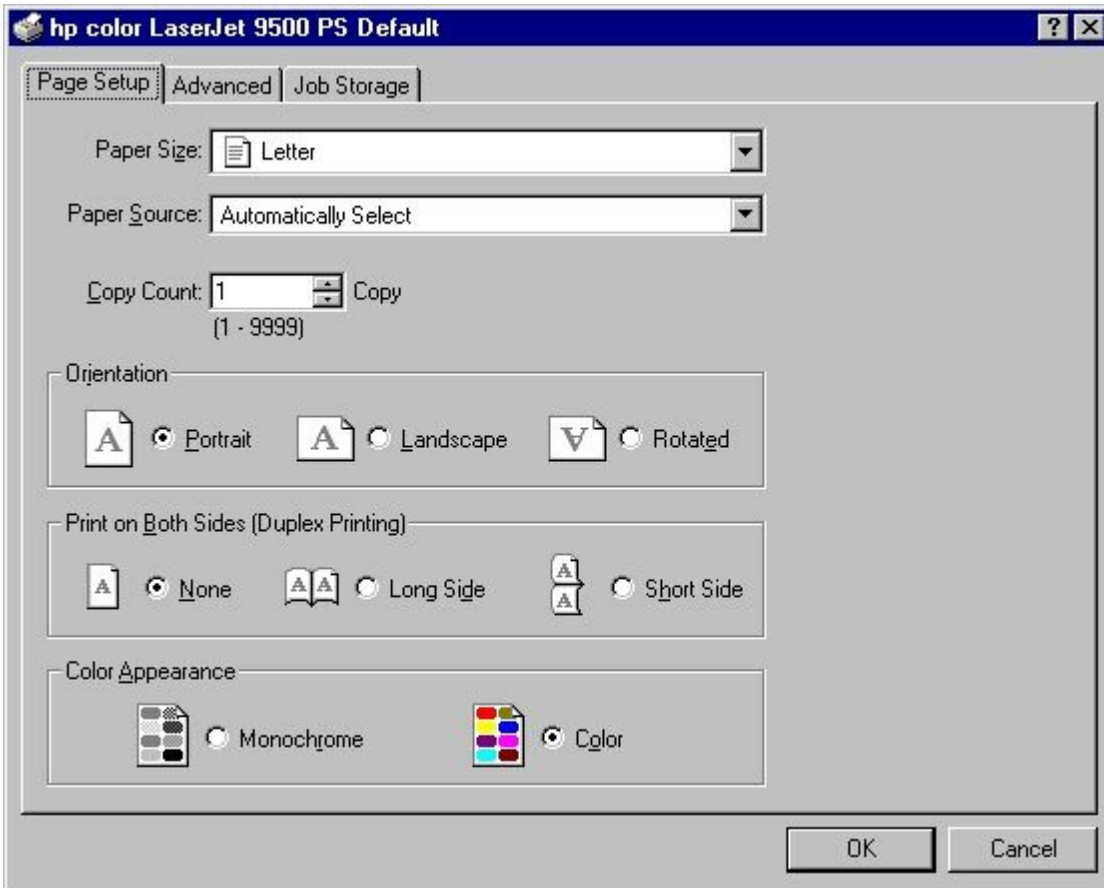 hp color LaserJet 9500 PS Default
Page Setup Advanced Job Storage
Paper Size: Letter
Paper Source: Automatically Select
Copy Count: 1 Copy
(1 - 9999)
Orientation
A Portrait A Landscape A Rotated
Print on Both Sides (Duplex Printing)
A None A A Long Side A A Short Side
Color Appearance
Monochrome Color
OK Cancel